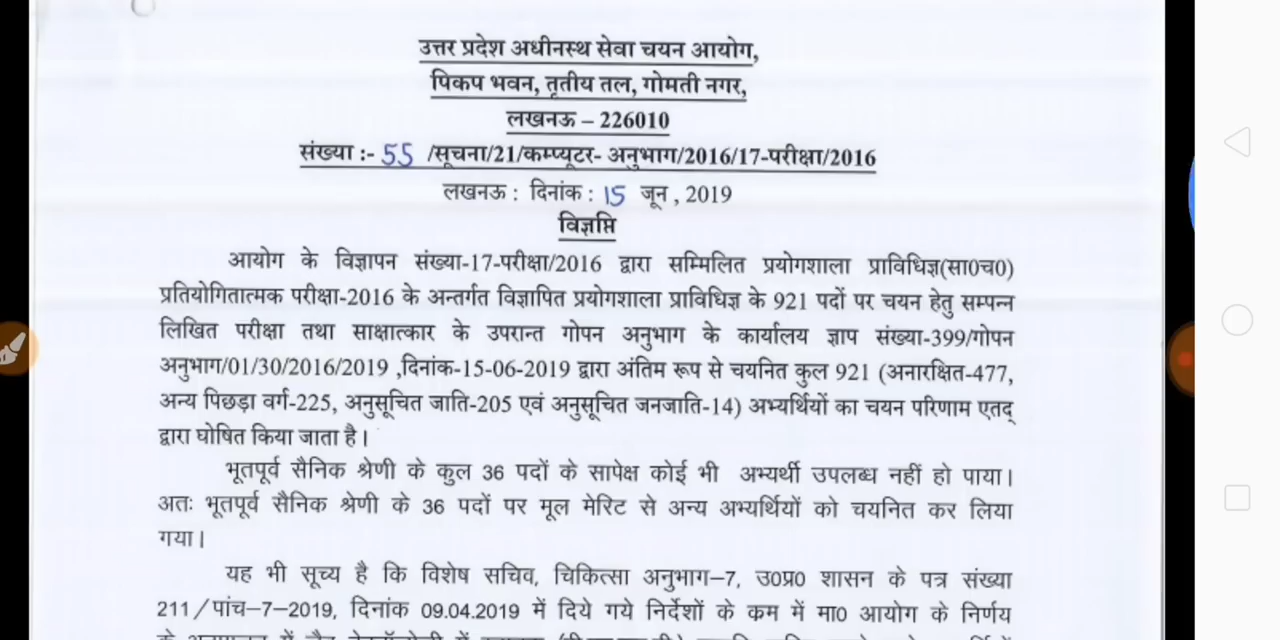 उत्तर प्रदेश अधीनस्थ सेवा चयन आयोग,
पिकप भवन, तृतीय तल, गोमती नगर,
लखनऊ – 226010
संख्या :- 55 /सूचना/21/कम्प्यूटर- अनुभाग/2016/17-परीक्षा/2016
लखनऊ : दिनांक : 15 जून , 2019
विज्ञप्ति
आयोग के विज्ञापन संख्या-17-परीक्षा/2016 द्वारा सम्मिलित प्रयोगशाला प्राविधिज्ञ(सा0च0)
प्रतियोगितात्मक परीक्षा-2016 के अन्तर्गत विज्ञापित प्रयोगशाला प्राविधिज्ञ के 921 पदों पर चयन हेतु सम्पन्न
लिखित परीक्षा तथा साक्षात्कार के उपरान्त गोपन अनुभाग के कार्यालय ज्ञाप संख्या-399/गोपन
अनुभाग/01/30/2016/2019 ,दिनांक-15-06-2019 द्वारा अंतिम रूप से चयनित कुल 921 (अनारक्षित-477,
अन्य पिछड़ा वर्ग-225, अनुसूचित जाति-205 एवं अनुसूचित जनजाति-14) अभ्यर्थियों का चयन परिणाम एतद्
द्वारा घोषित किया जाता है।
भूतपूर्व सैनिक श्रेणी के कुल 36 पदों के सापेक्ष कोई भी अभ्यर्थी उपलब्ध नहीं हो पाया।
अतः भूतपूर्व सैनिक श्रेणी के 36 पदों पर मूल मेरिट से अन्य अभ्यर्थियों को चयनित कर लिया
गया।
यह भी सूच्य है कि विशेष सचिव, चिकित्सा अनुभाग–7, उ0प्र0 शासन के पत्र संख्या
211/पांच–7–2019, दिनांक 09.04.2019 में दिये गये निर्देशों के कम में मा0 आयोग के निर्णय